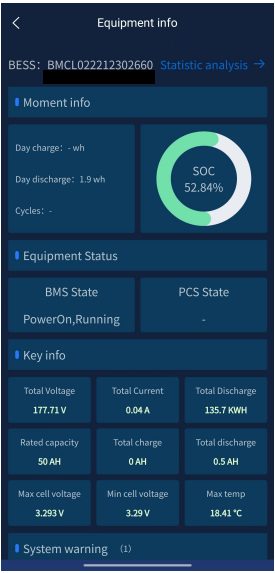 Equipment info
BESS: BMCL022212302660 Statistic analysis →
Moment info
Day charge: - wh
Day discharge: 1.9 wh
Cycles: -
SOC
52.84%
Equipment Status
BMS State
PowerOn,Running
PCS State
-
Key info
Total Voltage
177.71 V
Total Current
0.04 A
Total Discharge
135.7 KWH
Rated capacity
50 AH
Total charge
0 AH
Total discharge
0.5 AH
Max cell voltage
3.293 V
Min cell voltage
3.29 V
Max temp
18.41 °C
System warning (1)